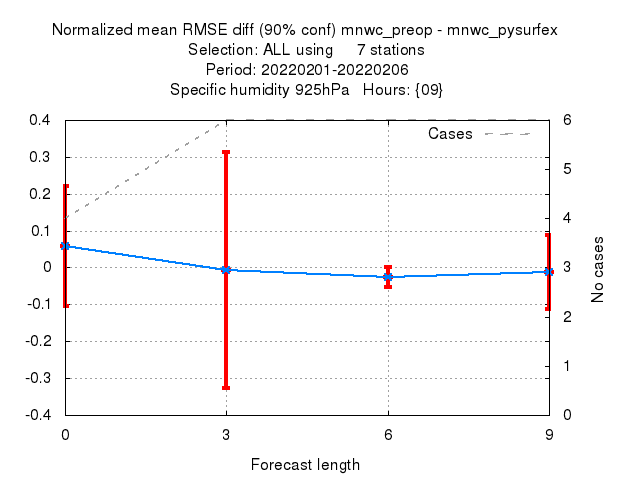 Normalized mean RMSE diff (90% conf) mnwc_preop - mnwc_pysurfex
Selection: ALL using     7 stations
Period: 20220201-20220206
Specific humidity 925hPa   Hours: {09}
Cases
0.4
0.3
0.2
0.1
0
-0.1
-0.2
-0.3
-0.4
6
5
4
3
2
1
0
No cases
0 3 6 9
Forecast length